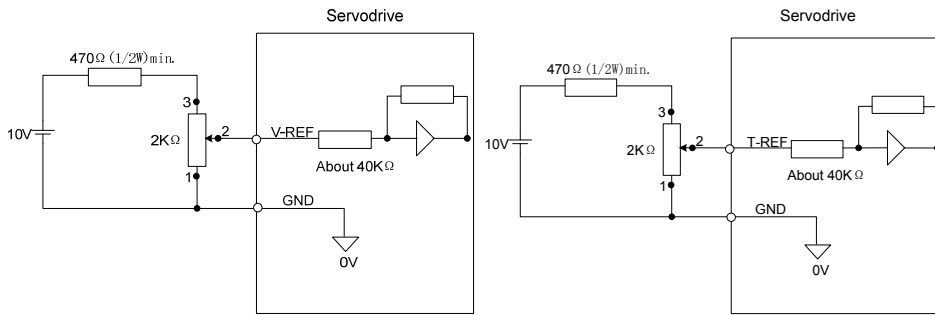 Servodrive
470Ω(1/2W)min.
3
10V
2KΩ
2
V-REF
1
About 40KΩ
GND
0V
Servodrive
470Ω(1/2W)min.
3
10V
2KΩ
2
T-REF
1
About 40KΩ
GND
0V